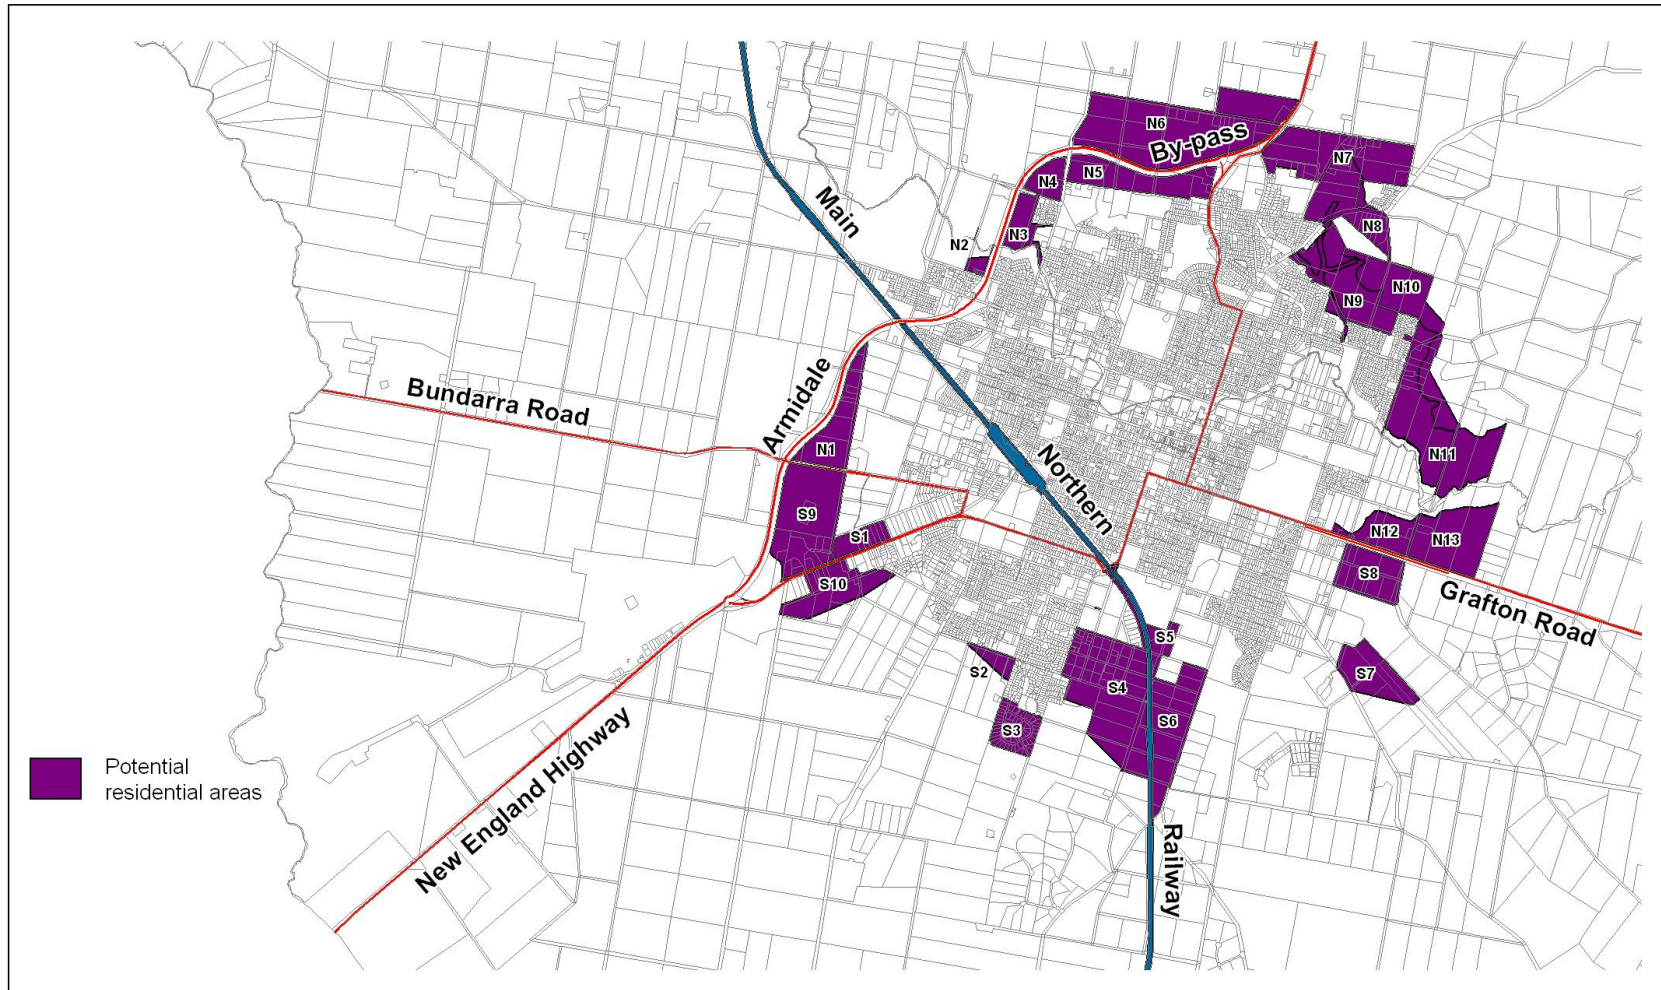 N6
By-pass
N7
N4
N5
Main
N8
N3
N2
N10
N9
Armidale
Bundarra Road
N1
Northern
N11
S9
S1
N12
N13
S10
S8
Grafton Road
S5
S2
S4
S7
S6
S3
New England Highway
Railway
Potential
residential areas